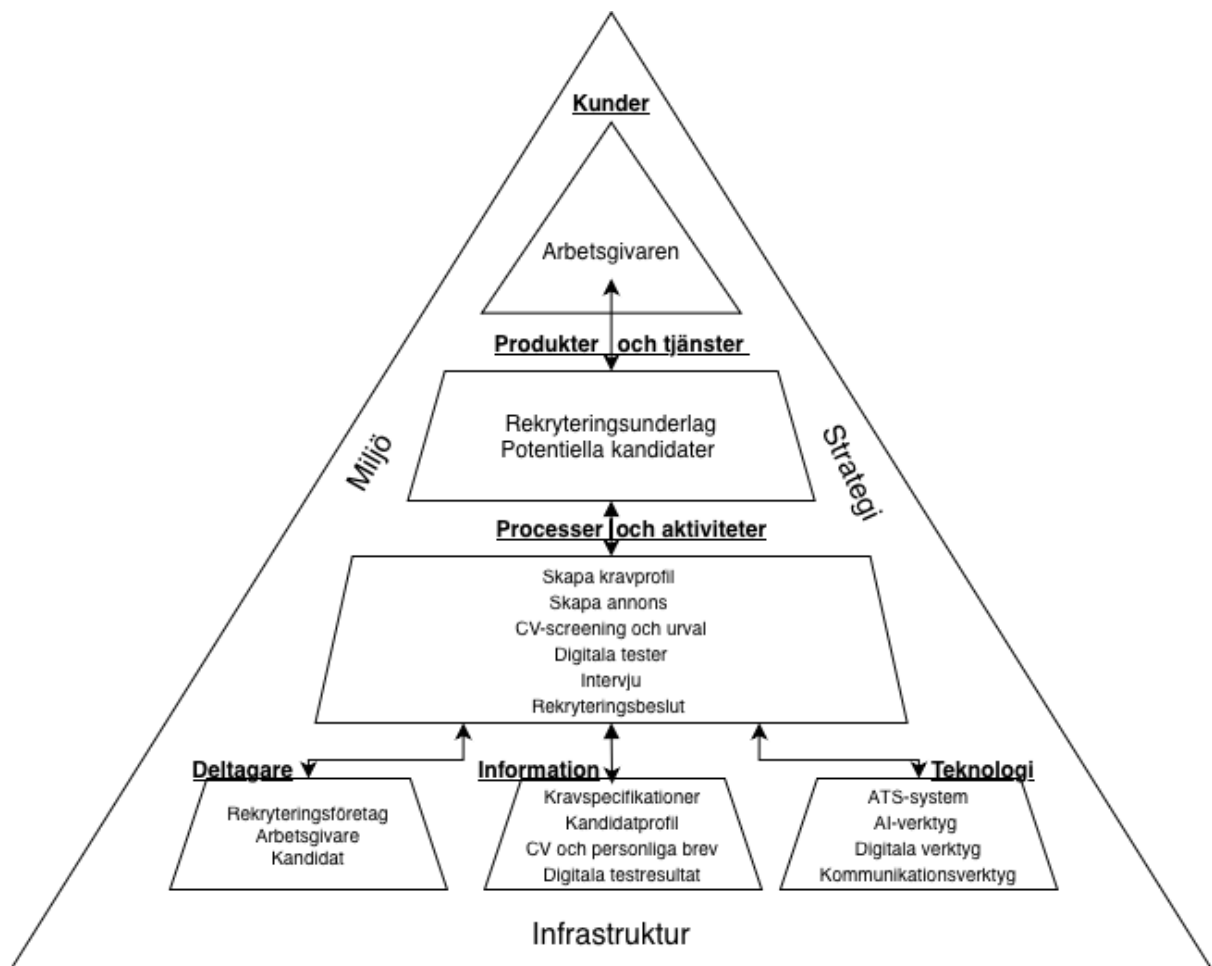 Kunder
Arbetsgivaren
Produkter och tjänster
Rekryteringsunderlag
Potentiella kandidater
Miljö
Strategi
Processer och aktiviteter
Skapa kravprofil
Skapa annons
CV-screening och urval
Digitala tester
Intervju
Rekryteringsbeslut
Deltagare
Rekryteringsföretag
Arbetsgivare
Kandidat
Information
Kravspecifikationer
Kandidatprofil
CV och personliga brev
Digitala testresultat
Teknologi
ATS-system
AI-verktyg
Digitala verktyg
Kommunikationsverktyg
Infrastruktur